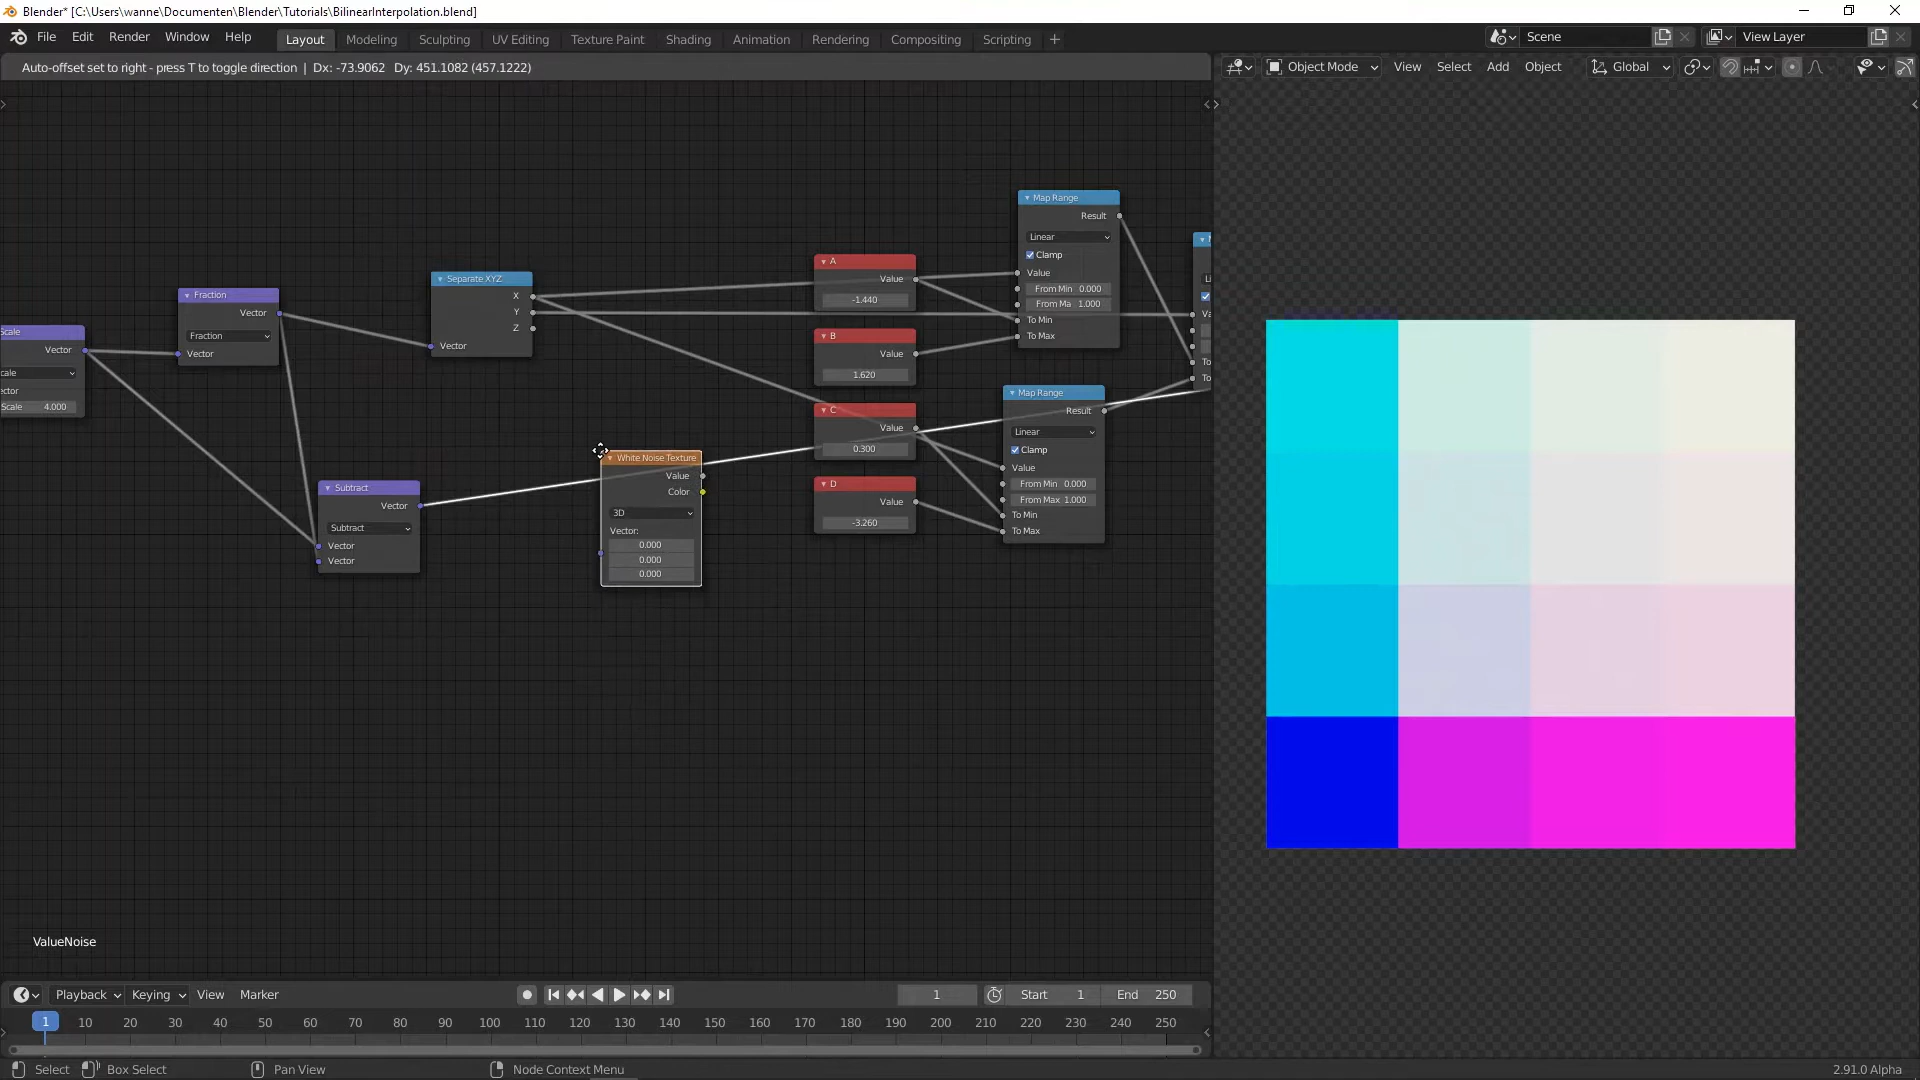 Blender* [C:\Users\wanne\Documenten\Blender\Tutorials\BilinearInterpolation.blend]
File Edit Render Window Help Layout Modeling Sculpting UV Editing Texture Paint Shading Animation Rendering Compositing Scripting + Scene View Layer
Auto-offset set to right - press T to toggle direction | Dx: -73.9062 Dy: 451.1082 (457.1222)
Object Mode View Select Add Object Global
Scale
Vector
cale
ector
Scale 4.000
Fraction
Vector
Fraction
Vector
Separate XYZ
X
Y
Z
Vector
Subtract
Vector
Subtract
Vector
Vector
White Noise Texture
Value
Color
3D
Vector:
0.000
0.000
0.000
A
Value
-1.440
B
Value
1.620
C
Value
0.300
D
Value
-3.260
Map Range
Result
Linear
Clamp
Value
From Min 0.000
From Ma 1.000
To Min
To Max
Map Range
Result
Linear
Clamp
Value
From Min 0.000
From Max 1.000
To Min
To Max
Li
Va
To
To
ValueNoise
Playback Keying View Marker 1 Start 1 End 250
1 10 20 30 40 50 60 70 80 90 100 110 120 130 140 150 160 170 180 190 200 210 220 230 240 250
Select Box Select Pan View Node Context Menu 2.91.0 Alpha